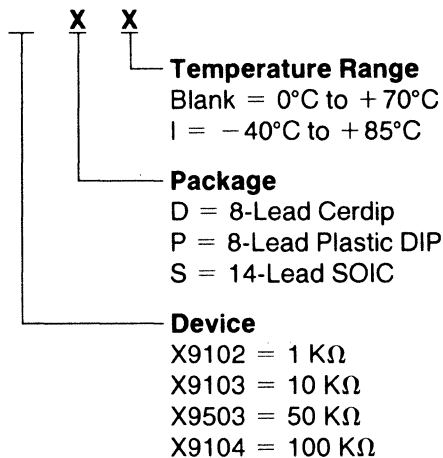 X X
Temperature Range
Blank = 0°C to +70°C
I = −40°C to +85°C
Package
D = 8-Lead Cerdip
P = 8-Lead Plastic DIP
S = 14-Lead SOIC
Device
X9102 = 1 KΩ
X9103 = 10 KΩ
X9503 = 50 KΩ
X9104 = 100 KΩ